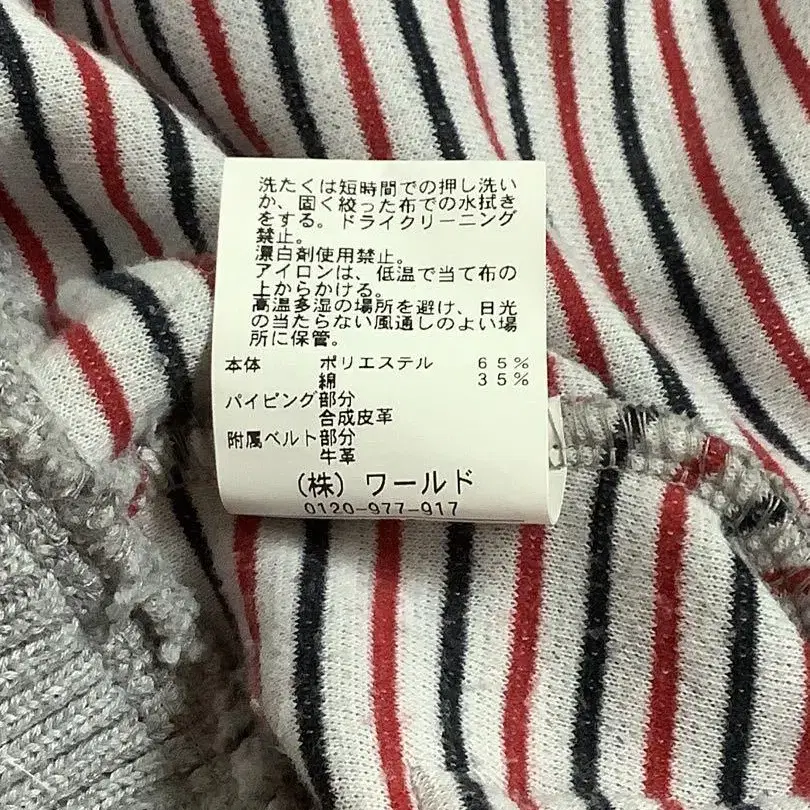 洗たくは短時間での押し洗い
か、固く絞った布での水拭き
をする。ドライクリーニング
禁止。
漂白剤使用禁止。
アイロンは、低温で当て布の
上からかける。
高温多湿の場所を避け、日光
の当たらない風通しのよい場
所に保管。
本体 ポリエステル 65%
綿 35%
パイピング部分
合成皮革
附属ベルト部分
牛革
(株)ワールド
0120-977-917